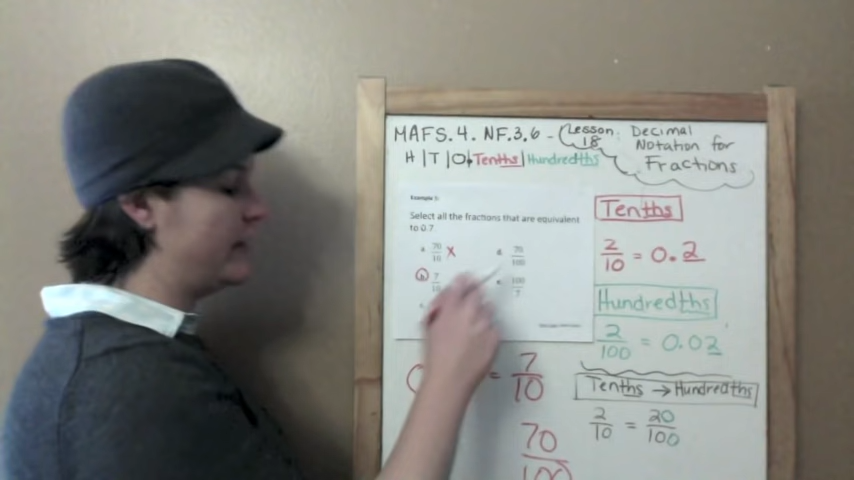 MAFS.4.NF.3.6 - Lesson 18: Decimal Notation for Fractions
H | T | O . Tenths | Hundredths
Example 1:
Select all the fractions that are equivalent
to 0.7
a. 70/10 X
b. 7/10
d. 70/100
e. 100/7
= 7/10
70/100
Tenths
2/10 = 0.2
Hundredths
2/100 = 0.02
Tenths → Hundredths
2/10 = 20/100